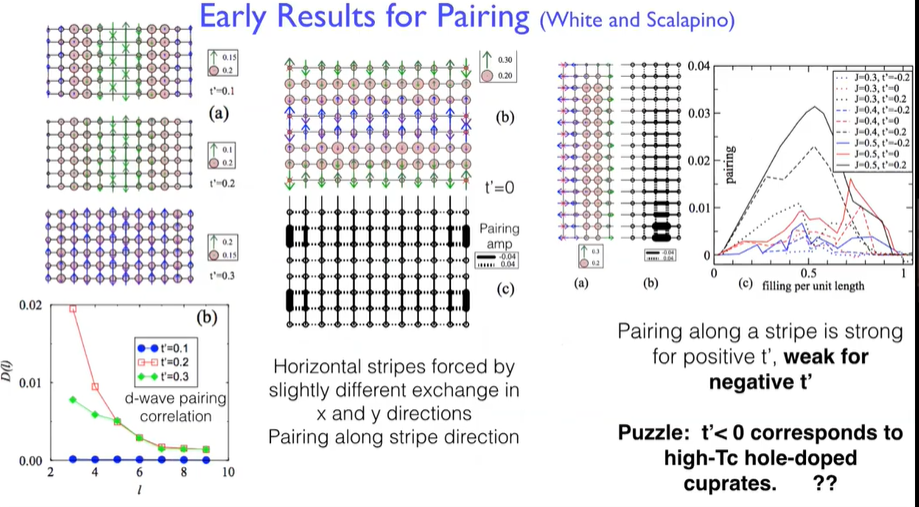 Early Results for Pairing (White and Scalapino)
0.15
0.2
t'=0.1
(a)
0.1
0.2
t'=0.2
0.2
0.15
t'=0.3
0.02
0.01
0.00
D(l)
(b)
t'=0.1
t'=0.2
t'=0.3
d-wave pairing
correlation
2
4
6
8
10
l
0.30
0.20
(b)
t'=0
Pairing
amp
-0.04
0.04
(c)
Horizontal stripes forced by
slightly different exchange in
x and y directions
Pairing along stripe direction
0.3
0.2
(a)
-0.04
0.04
(b)
0.04
0.03
0.02
0.01
0
pairing
J=0.3, t'=-0.2
J=0.3, t'=0
J=0.3, t'=0.2
J=0.4, t'=-0.2
J=0.4, t'=0
J=0.4, t'=0.2
J=0.5, t'=-0.2
J=0.5, t'=0
J=0.5, t'=0.2
0
0.5
1
(c)
filling per unit length
Pairing along a stripe is strong
for positive t', weak for
negative t'
Puzzle: t'< 0 corresponds to
high-Tc hole-doped
cuprates. ??